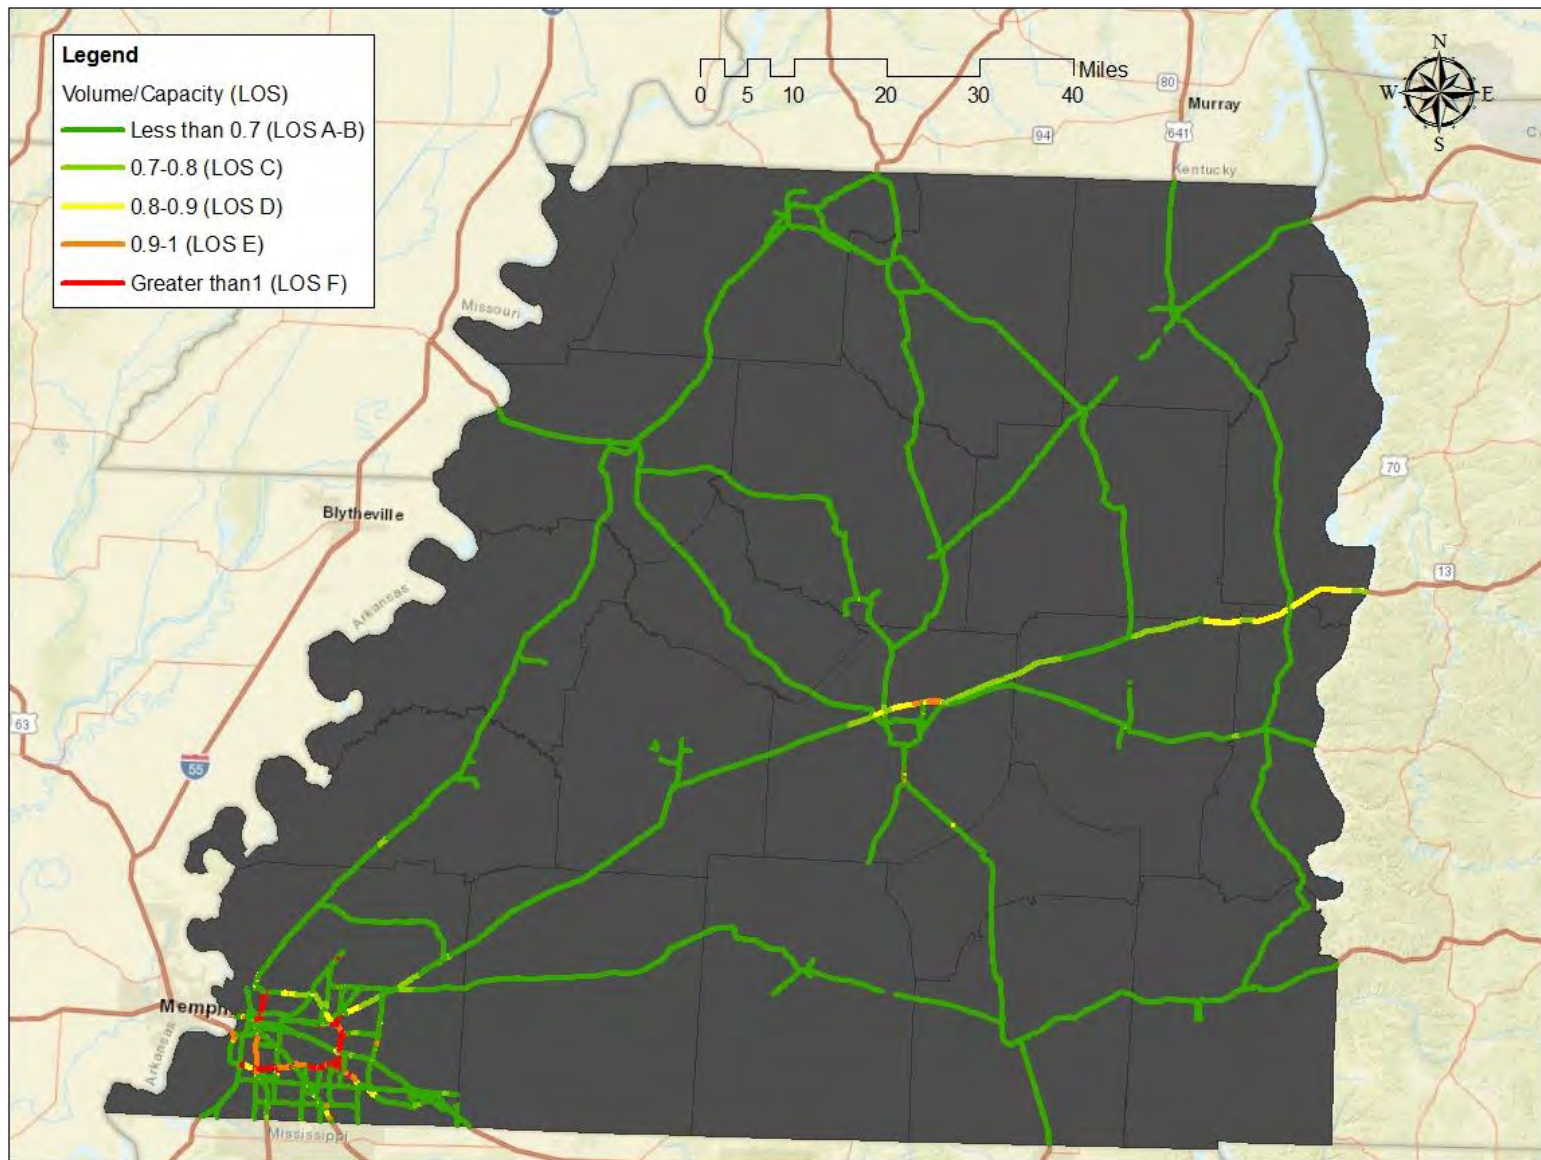 Legend
Volume/Capacity (LOS)
Less than 0.7 (LOS A-B)
0.7-0.8 (LOS C)
0.8-0.9 (LOS D)
0.9-1 (LOS E)
Greater than1 (LOS F)
Miles
0 5 10 20 30 40
N
W E
S
80
Murray
94
641
Kentucky
Missouri
70
Blytheville
13
Arkansas
63
55
Memph
Arkansas
Mississippi